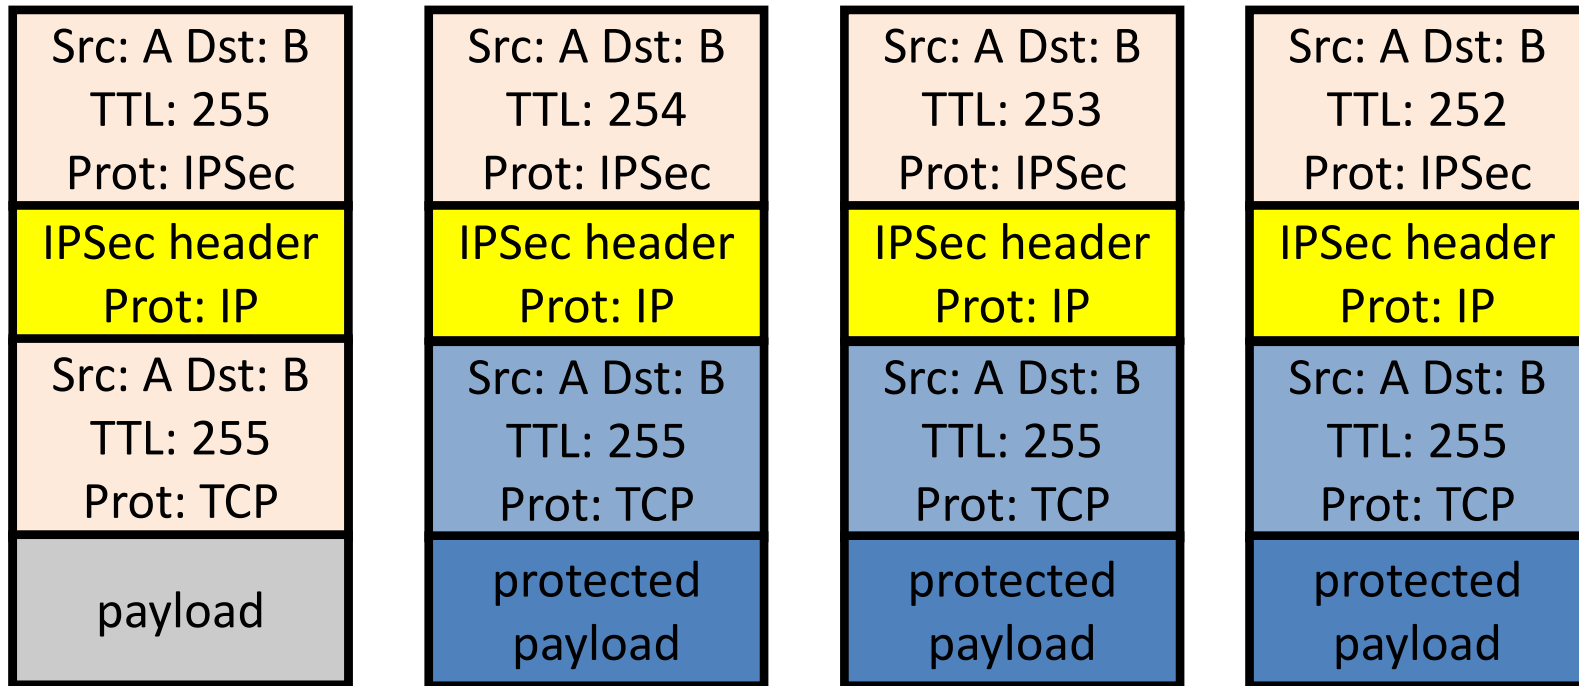 Src: A Dst: B
TTL: 255
Prot: IPSec
IPSec header
Prot: IP
Src: A Dst: B
TTL: 255
Prot: TCP
payload
Src: A Dst: B
TTL: 254
Prot: IPSec
IPSec header
Prot: IP
Src: A Dst: B
TTL: 255
Prot: TCP
protected
payload
Src: A Dst: B
TTL: 253
Prot: IPSec
IPSec header
Prot: IP
Src: A Dst: B
TTL: 255
Prot: TCP
protected
payload
Src: A Dst: B
TTL: 252
Prot: IPSec
IPSec header
Prot: IP
Src: A Dst: B
TTL: 255
Prot: TCP
protected
payload